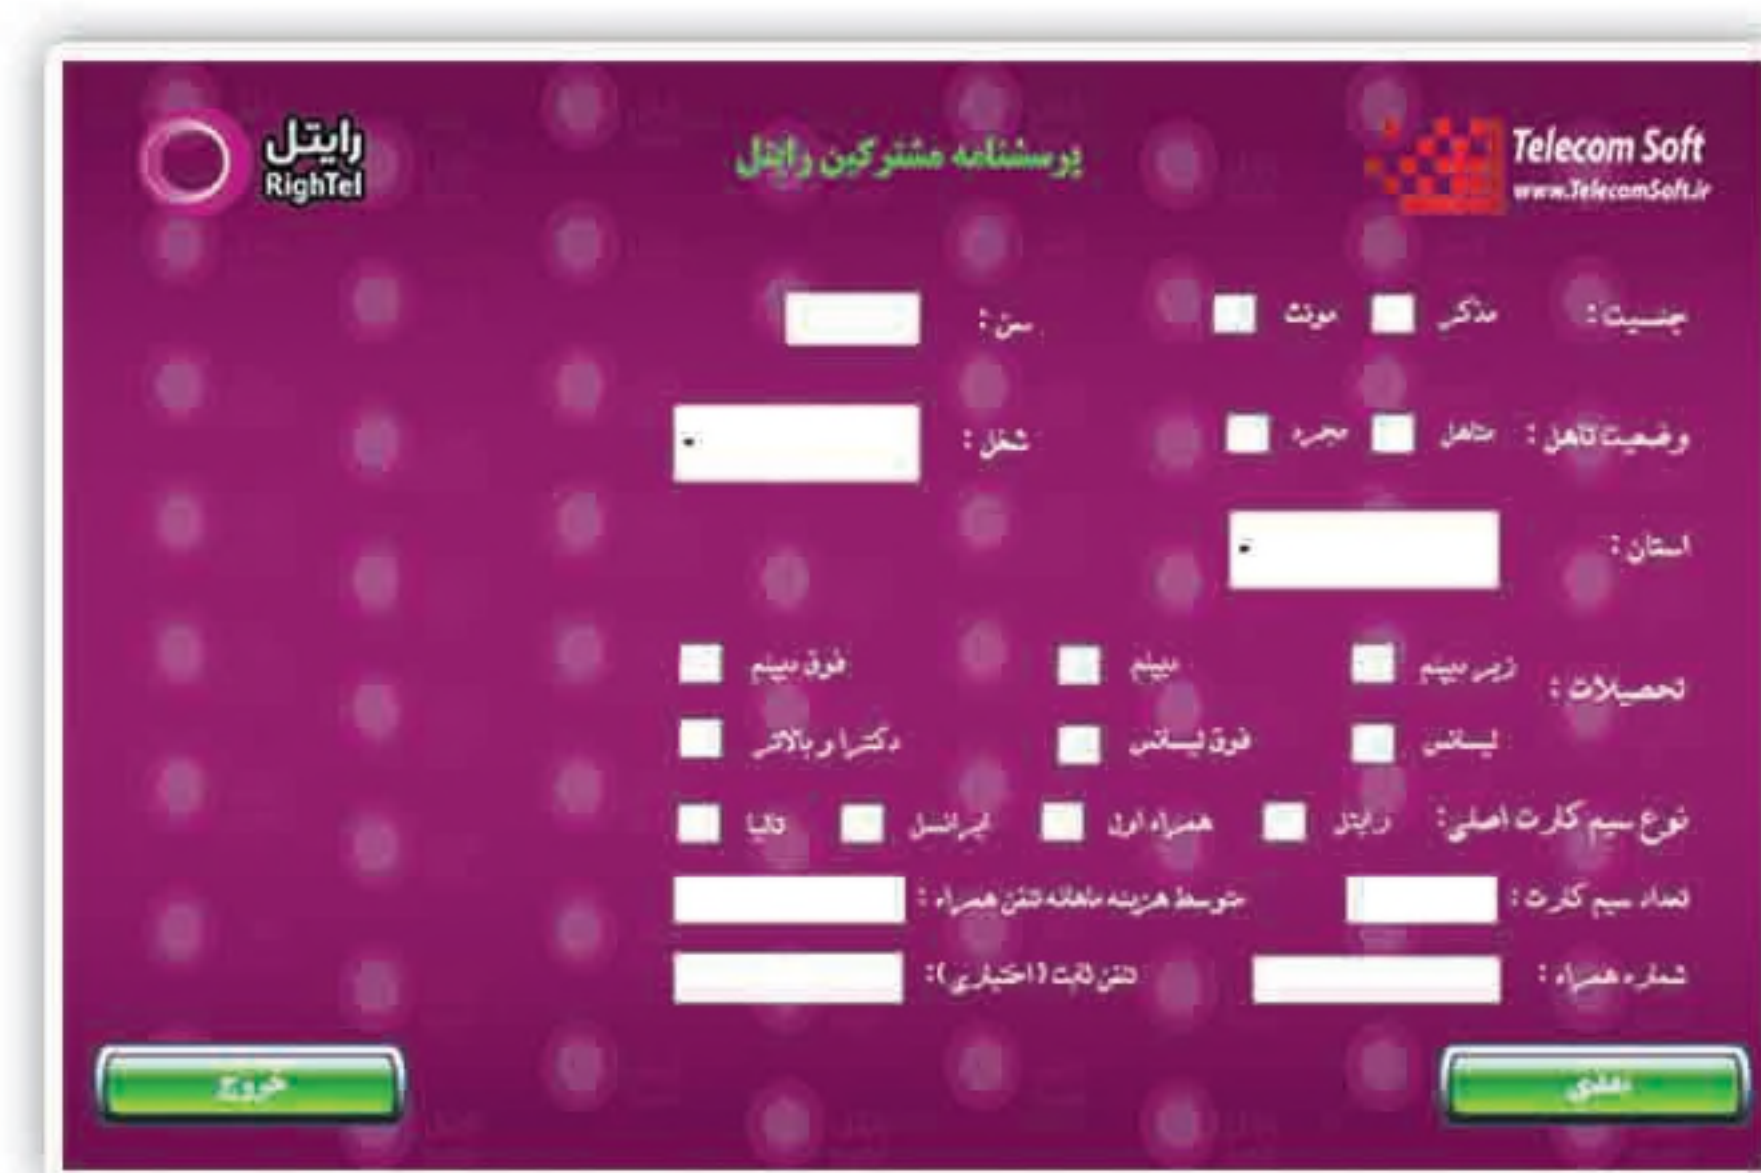 Telecom Soft
www.TelecomSoft.ir
پرسشنامه مشترکین رایتل
رایتل
RighTel
جنسیت : مذکر مونث سن :
وضعیت تاهل : متاهل مجرد شغل :
استان :
تحصیلات : زیر دیپلم دیپلم فوق دیپلم
لیسانس فوق لیسانس دکترا و بالاتر
نوع سیم کارت اصلی: رایتل همراه اول ایرانسل تالیا
تعداد سیم کارت : متوسط هزینه ماهانه تلفن همراه :
شماره همراه : تلفن ثابت (اختیاری):
بعدی خروج